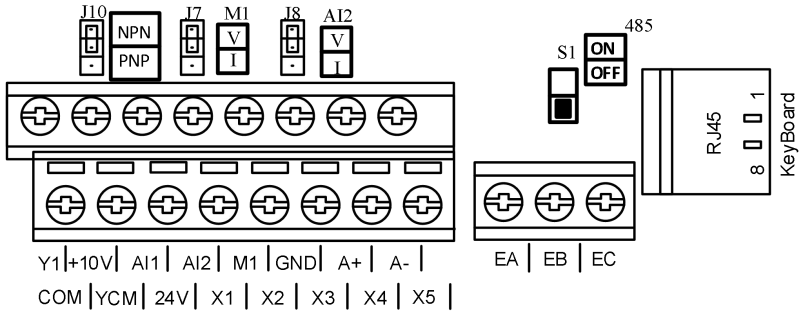 J10 J7 M1 J8 AI2 485
NPN V V S1 ON
PNP I I OFF
RJ45 1 8 KeyBoard
Y1 +10V AI1 AI2 M1 GND A+ A- EA EB EC
COM YCM 24V X1 X2 X3 X4 X5